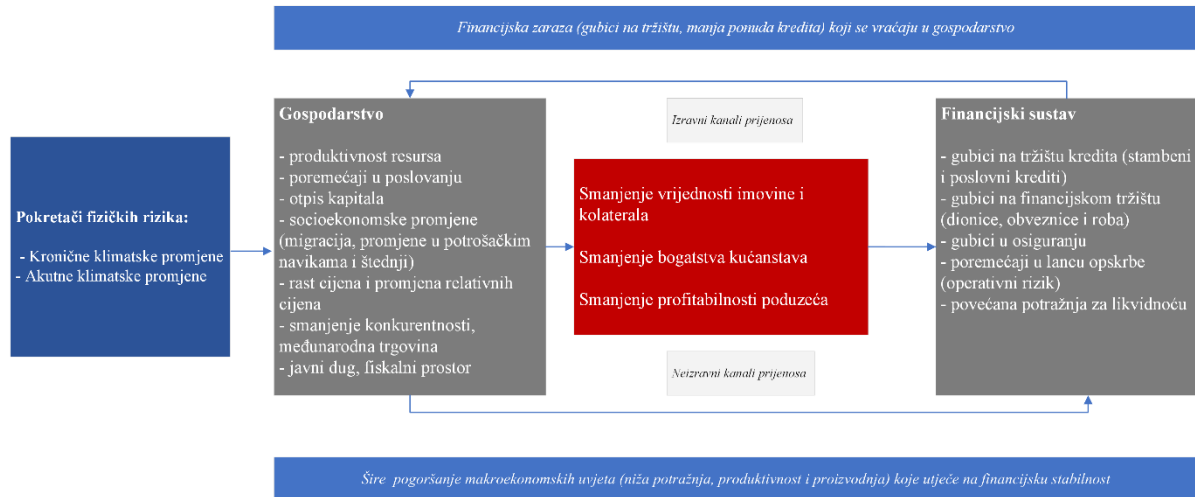 Financijska zaraza (gubici na tržištu, manja ponuda kredita) koji se vraćaju u gospodarstvo
Pokretači fizičkih rizika:
- Kronične klimatske promjene
- Akutne klimatske promjene
Gospodarstvo
- produktivnost resursa
- poremećaji u poslovanju
- otpis kapitala
- socioekonomske promjene
(migracija, promjene u potrošačkim
navikama i štednji)
- rast cijena i promjena relativnih
cijena
- smanjenje konkurentnosti,
međunarodna trgovina
- javni dug, fiskalni prostor
Izravni kanali prijenosa
Smanjenje vrijednosti imovine i
kolaterala
Smanjenje bogatstva kućanstava
Smanjenje profitabilnosti poduzeća
Neizravni kanali prijenosa
Financijski sustav
- gubici na tržištu kredita (stambeni
i poslovni krediti)
- gubici na financijskom tržištu
(dionice, obveznice i roba)
- gubici u osiguranju
- poremećaji u lancu opskrbe
(operativni rizik)
- povećana potražnja za likvidnoću
Šire pogoršanje makroekonomskih uvjeta (niža potražnja, produktivnost i proizvodnja) koje utječe na financijsku stabilnost